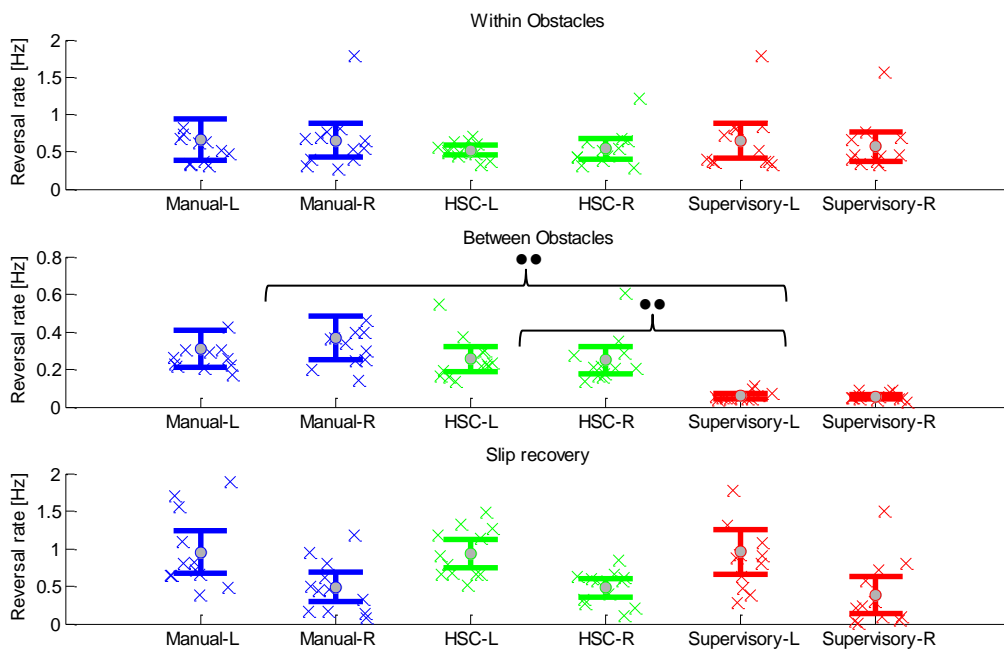 Within Obstacles
Reversal rate [Hz]
2
1.5
1
0.5
0
Manual-L Manual-R HSC-L HSC-R Supervisory-L Supervisory-R
Between Obstacles
Reversal rate [Hz]
0.8
0.6
0.4
0.2
0
Manual-L Manual-R HSC-L HSC-R Supervisory-L Supervisory-R
Slip recovery
Reversal rate [Hz]
2
1.5
1
0.5
0
Manual-L Manual-R HSC-L HSC-R Supervisory-L Supervisory-R